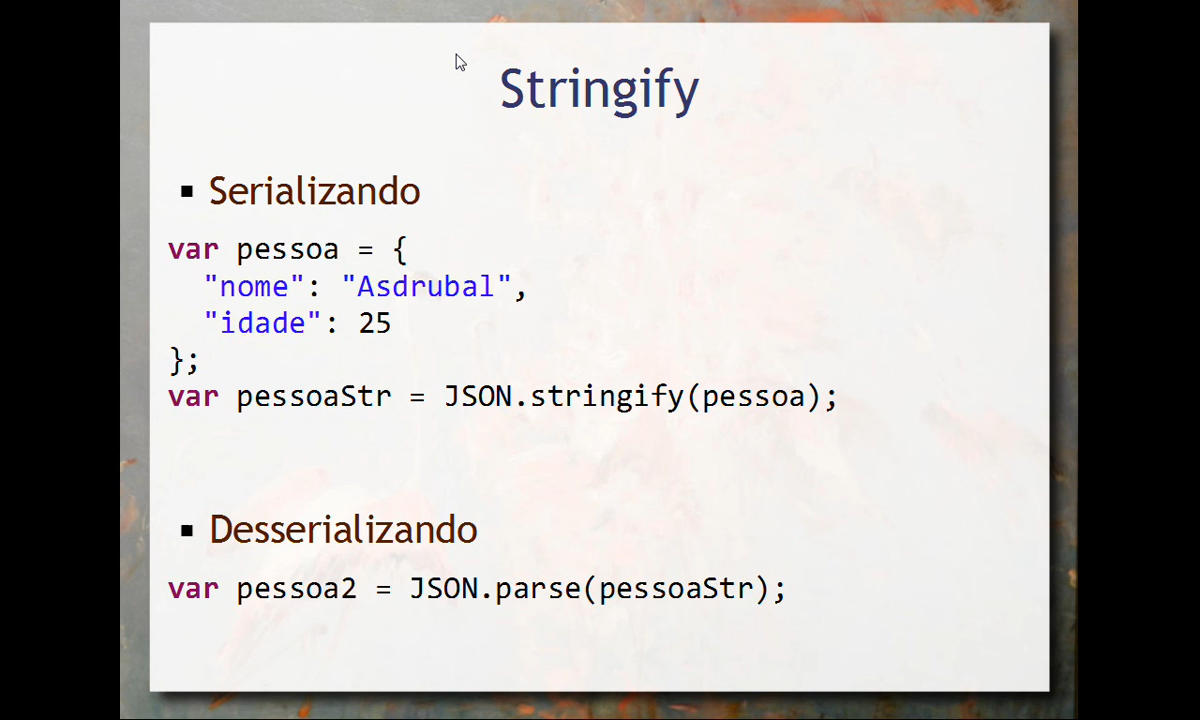 Stringify
▪ Serializando
var pessoa = {
  "nome": "Asdrubal",
  "idade": 25
};
var pessoaStr = JSON.stringify(pessoa);
▪ Desserializando
var pessoa2 = JSON.parse(pessoaStr);